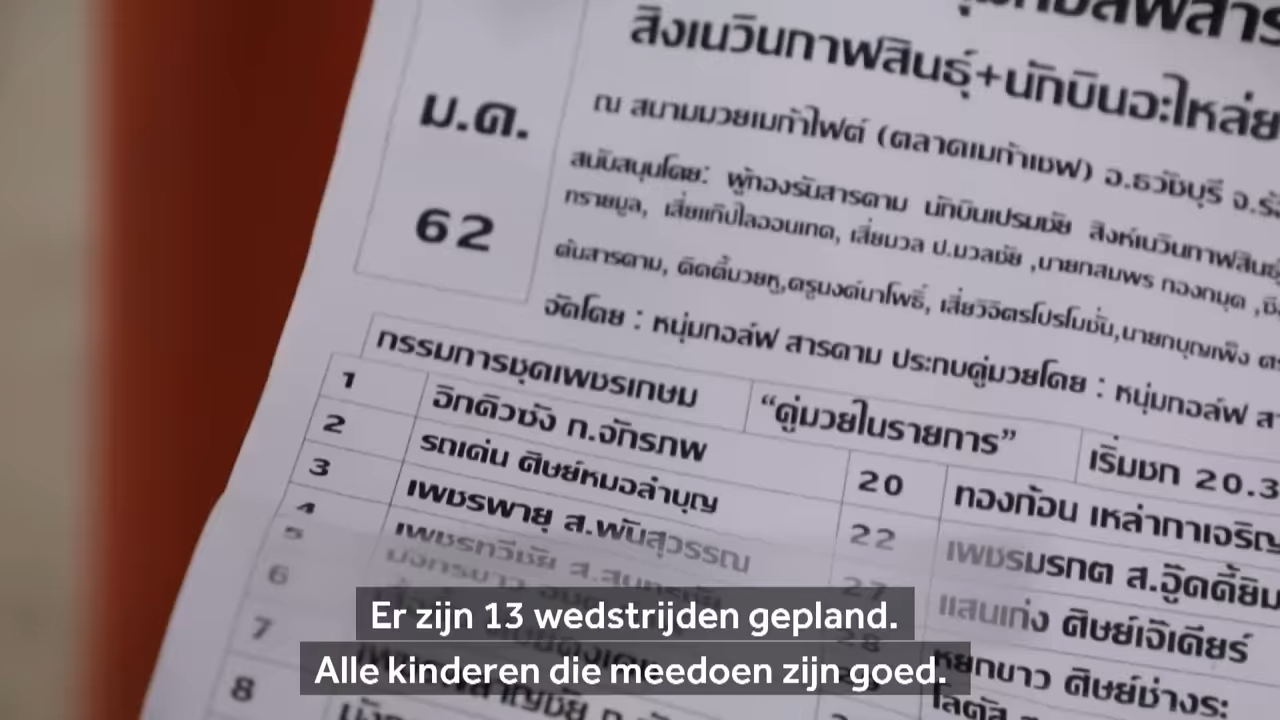 สิงเนวินกาฬสินธุ์+นักบินอะไหล่ย
ม.ค.
62
ณ สนามมวยเมก้าไฟต์ (ตลาดเมก้าเซฟ) อ.ธวัชบุรี จ.ร้
สนับสนุนโดย: ผู้กองรันสารคาม นักบินเปรมชัย สิงห์เนวินกาฬสินธุ์
ทรายมูล, เสี่ยแก๊ปไลออนเกต, เสี่ยมวล ป.มวลชัย ,นายกสมพร
คิตตี้มวยหู,ครูมงค์นาโพธิ์, เสี่ยวิจิตรโปรโมชั่น,นายกบุญเพ็ง
จัดโดย : หนุ่มกอล์ฟ สารคาม ประกบคู่มวยโดย : หนุ่มกอล์ฟ ส
กรรมการชุดเพชรเกษม "คู่มวยในรายการ" เริ่มชก 20.3
1 อิกคิวซัง ก.จักรภพ 20 ทองก้อน เหล่ากาเจริญ
2 รถเด่น ศิษย์หมอลำบุญ 22 เพชรมรกต ส.อู๊ดดี้ยิม
3 เพชรพายุ ส.พันสุวรรณ 27 แสนเก่ง ศิษย์เจ๊เดียร์
4 เพชรทวีชัย 28 หยกขาว ศิษย์ช่างระ
5
6
7
8
Er zijn 13 wedstrijden gepland.
Alle kinderen die meedoen zijn goed.